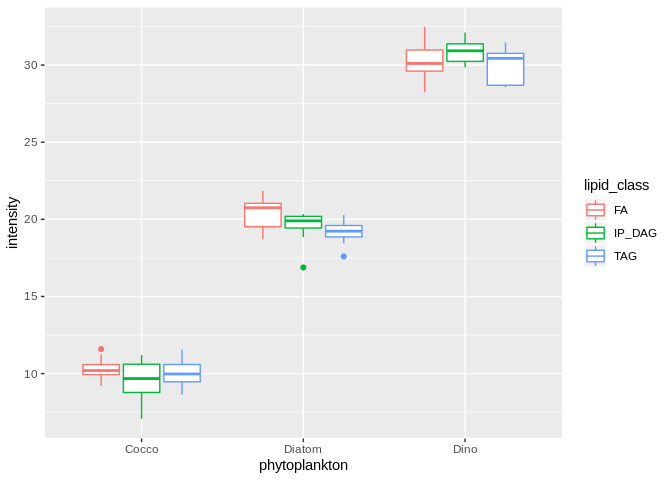 30
25
20
15
10
intensity
Cocco
Diatom
Dino
phytoplankton
lipid_class
FA
IP_DAG
TAG